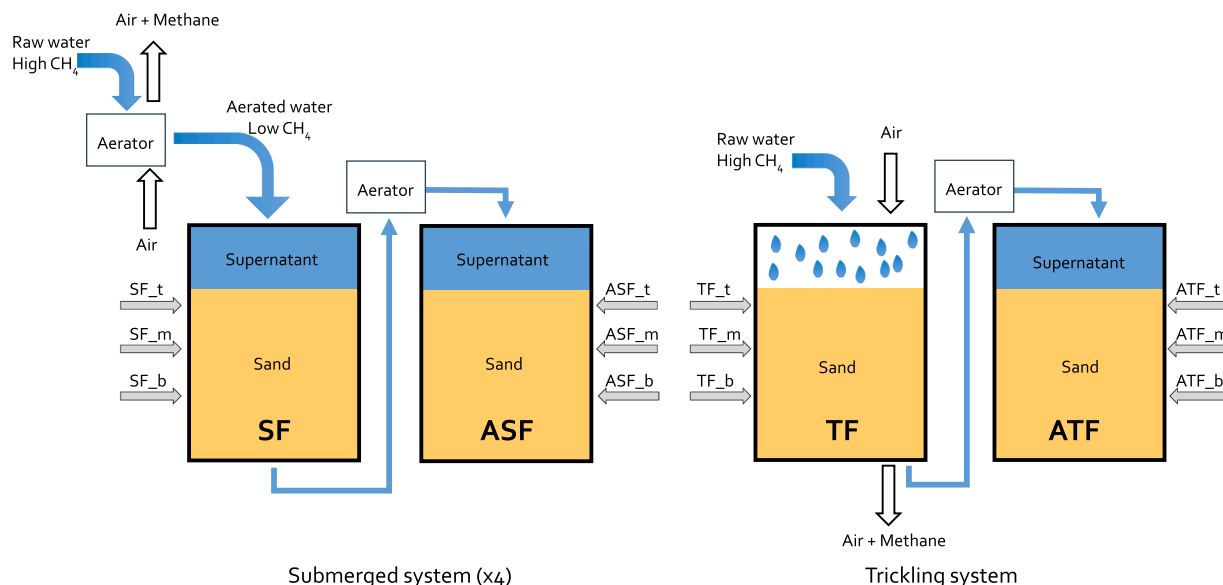 Air + Methane
Raw water
High CH4
Aerator
Aerated water
Low CH4
Air
Aerator
Supernatant
Supernatant
SF_t
SF_m
SF_b
Sand
Sand
SF
ASF
ASF_t
ASF_m
ASF_b
Submerged system (x4)
Raw water
High CH4
Air
Aerator
Supernatant
TF_t
TF_m
TF_b
Sand
Sand
TF
ATF
ATF_t
ATF_m
ATF_b
Air + Methane
Trickling system